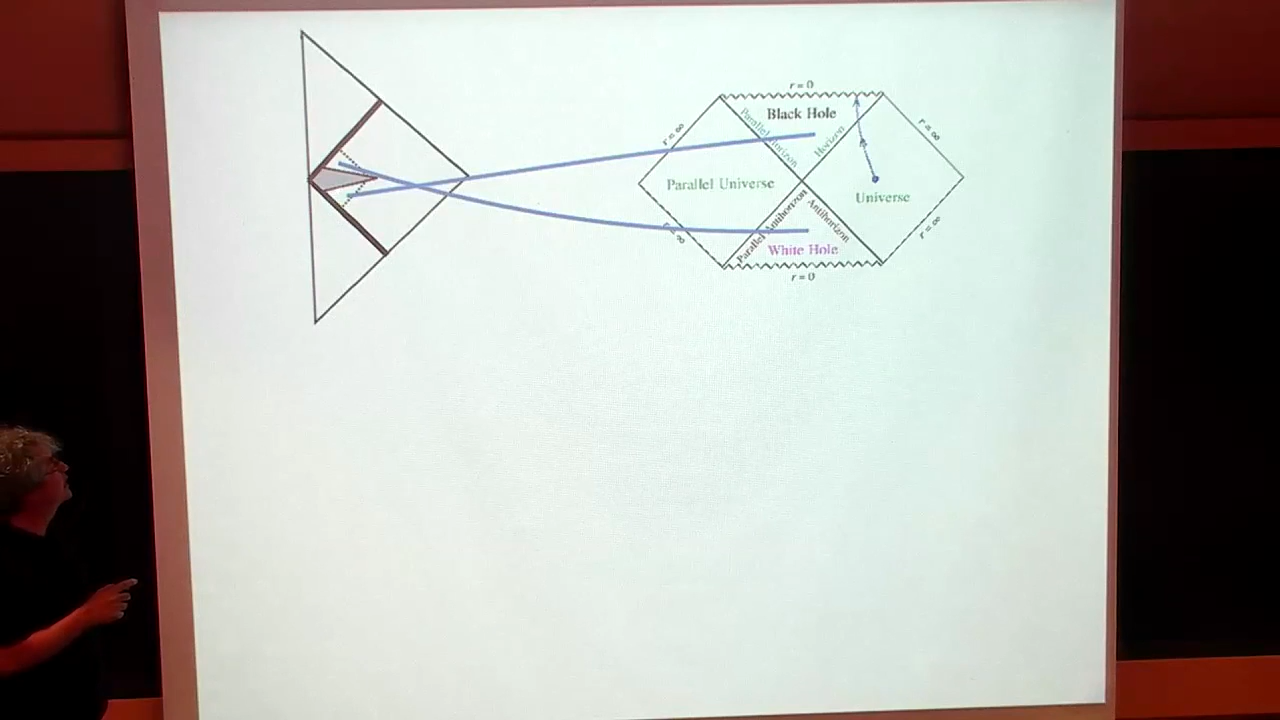 r = 0
Black Hole
r = ∞
r = ∞
Parallel Horizon
Horizon
Parallel Universe
Universe
r = ∞
r = ∞
Parallel Antihorizon
Antihorizon
White Hole
r = 0